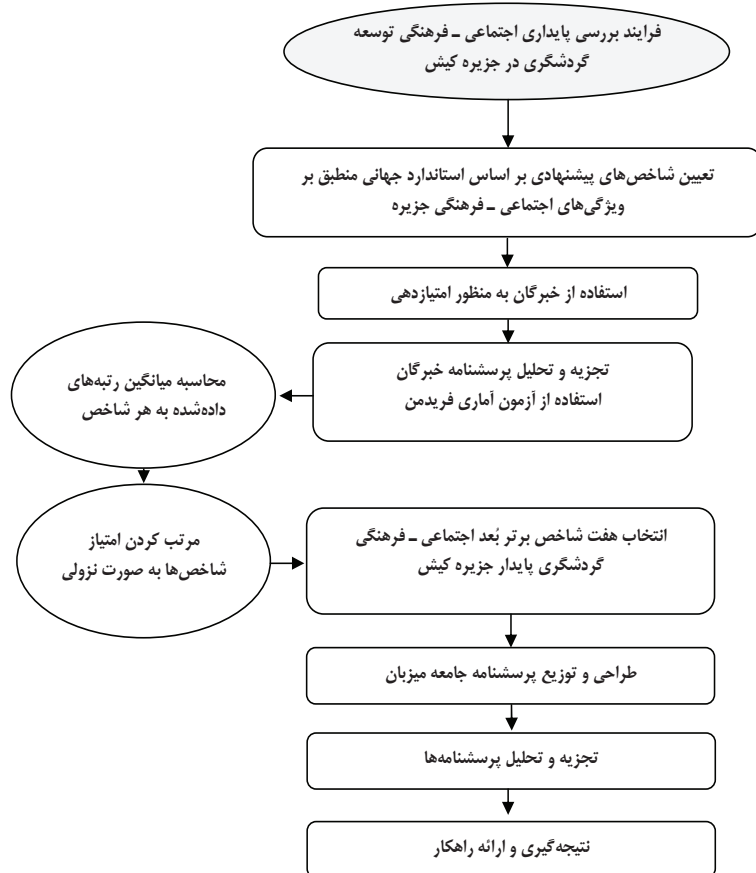 فرایند بررسی پایداری اجتماعی ـ فرهنگی توسعه
گردشگری در جزیره کیش
تعیین شاخص‌های پیشنهادی بر اساس استاندارد جهانی منطبق بر
ویژگی‌های اجتماعی ـ فرهنگی جزیره
استفاده از خبرگان به منظور امتیازدهی
تجزیه و تحلیل پرسشنامه خبرگان
استفاده از آزمون آماری فریدمن
محاسبه میانگین رتبه‌های
داده‌شده به هر شاخص
مرتب کردن امتیاز
شاخص‌ها به صورت نزولی
انتخاب هفت شاخص برتر بُعد اجتماعی ـ فرهنگی
گردشگری پایدار جزیره کیش
طراحی و توزیع پرسشنامه جامعه میزبان
تجزیه و تحلیل پرسشنامه‌ها
نتیجه‌گیری و ارائه راهکار